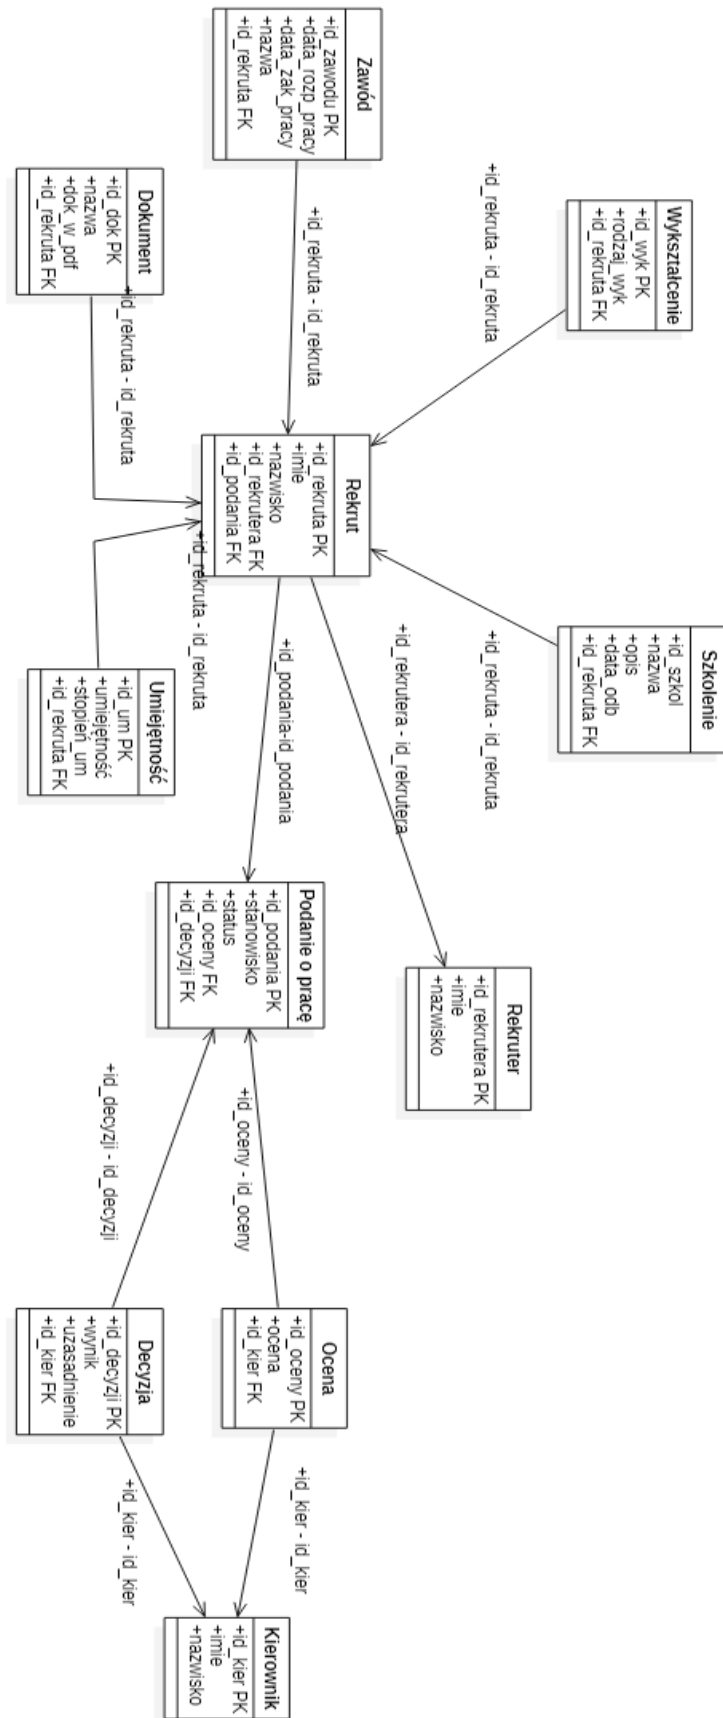 Zawód
+id_zawodu PK
+data_rozp_pracy
+data_zak_pracy
+nazwa
+id_rekruta FK
+id_rekruta - id_rekruta
Dokument
+id_dok PK
+nazwa
+dok_w_pdf
+id_rekruta FK
+id_rekruta - id_rekruta
Wykształcenie
+id_wyk PK
+rodzaj_wyk
+id_rekruta FK
+id_rekruta - id_rekruta
Rekrut
+id_rekruta PK
+imie
+nazwisko
+id_rekrutera FK
+id_podania FK
Szkolenie
+id_szkol
+nazwa
+opis
+data_odb
+id_rekruta FK
+id_rekruta - id_rekruta
Umiejętność
+id_um PK
+umiejętność
+stopień_um
+id_rekruta FK
+id_rekruta - id_rekruta
+id_podania-id_podania
+id_rekrutera - id_rekrutera
Rekruter
+id_rekrutera PK
+imie
+nazwisko
Podanie o pracę
+id_podania PK
+stanowisko
+status
+id_oceny FK
+id_decyzji FK
+id_oceny - id_oceny
+id_decyzji - id_decyzji
Ocena
+id_oceny PK
+ocena
+id_kier FK
Decyzja
+id_decyzji PK
+wynik
+uzasadnienie
+id_kier FK
+id_kier - id_kier
+id_kier - id_kier
Kierownik
+id_kier PK
+imie
+nazwisko